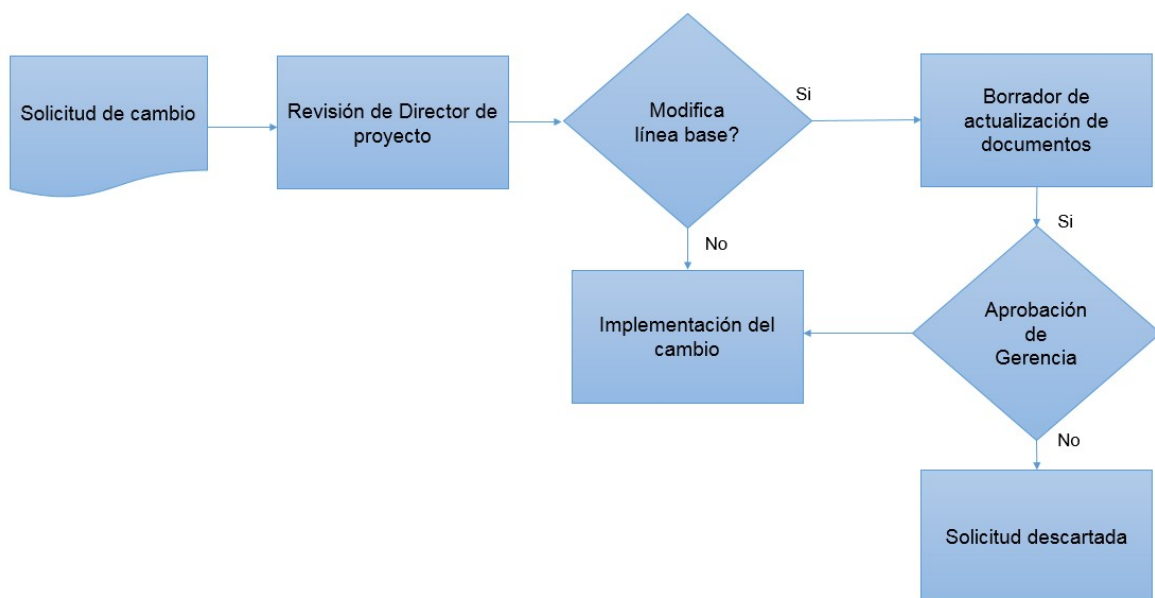 Solicitud de cambio
Revisión de Director de
proyecto
Modifica
línea base?
Si
Borrador de
actualización de
documentos
No
Si
Implementación del
cambio
Aprobación
de
Gerencia
No
Solicitud descartada